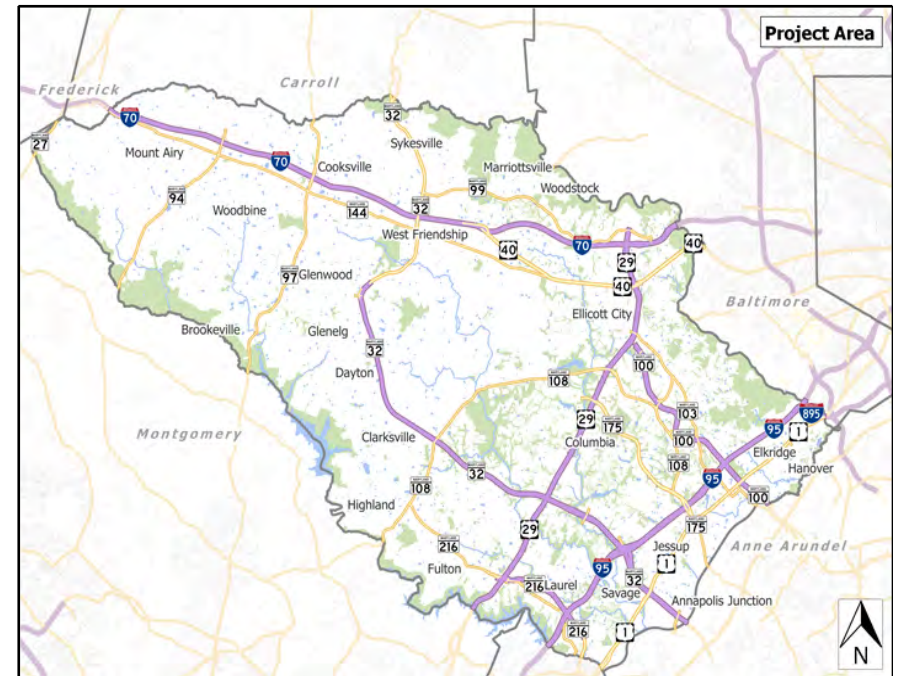 Project Area
Carroll
Frederick
70
MARYLAND
32
27
Sykesville
Mount Airy
70
Cooksville
Marriottsville
99
Woodstock
94
Woodbine
144
32
West Friendship
40
70
40
29
97
Glenwood
40
Baltimore
Ellicott City
Brookeville
Glenelg
32
100
Dayton
108
29
103
895
Montgomery
175
95
1
Clarksville
Columbia
100
Elkridge
108
Hanover
32
95
108
100
Highland
175
29
216
Jessup
Anne Arundel
Fulton
95
1
216
Laurel
32
Savage
Annapolis Junction
216
1
N